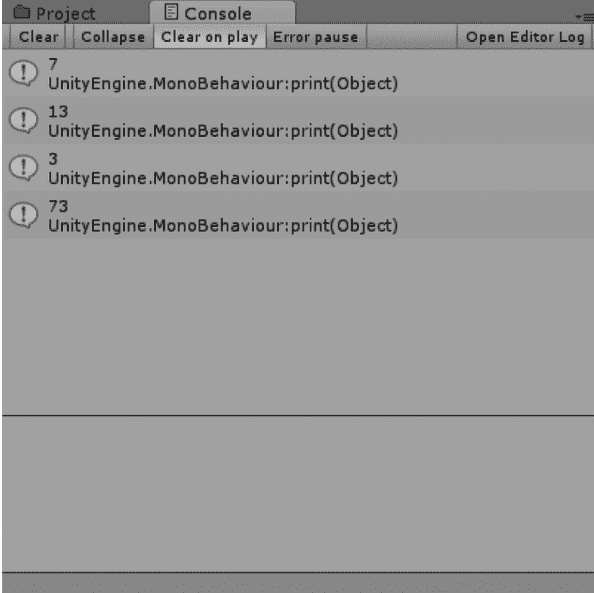 Project Console
Clear Collapse Clear on play Error pause Open Editor Log
7
UnityEngine.MonoBehaviour:print(Object)
13
UnityEngine.MonoBehaviour:print(Object)
3
UnityEngine.MonoBehaviour:print(Object)
73
UnityEngine.MonoBehaviour:print(Object)